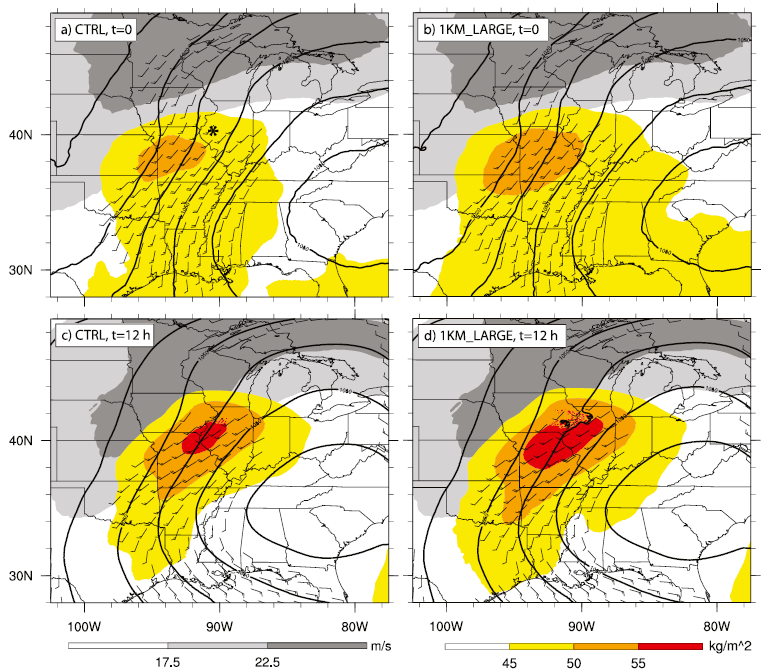 a) CTRL, t=0
b) 1KM_LARGE, t=0
*
40N
30N
c) CTRL, t=12 h
d) 1KM_LARGE, t=12 h
40N
30N
100W 90W 80W 100W 90W 80W
m/s kg/m^2
17.5 22.5 45 50 55